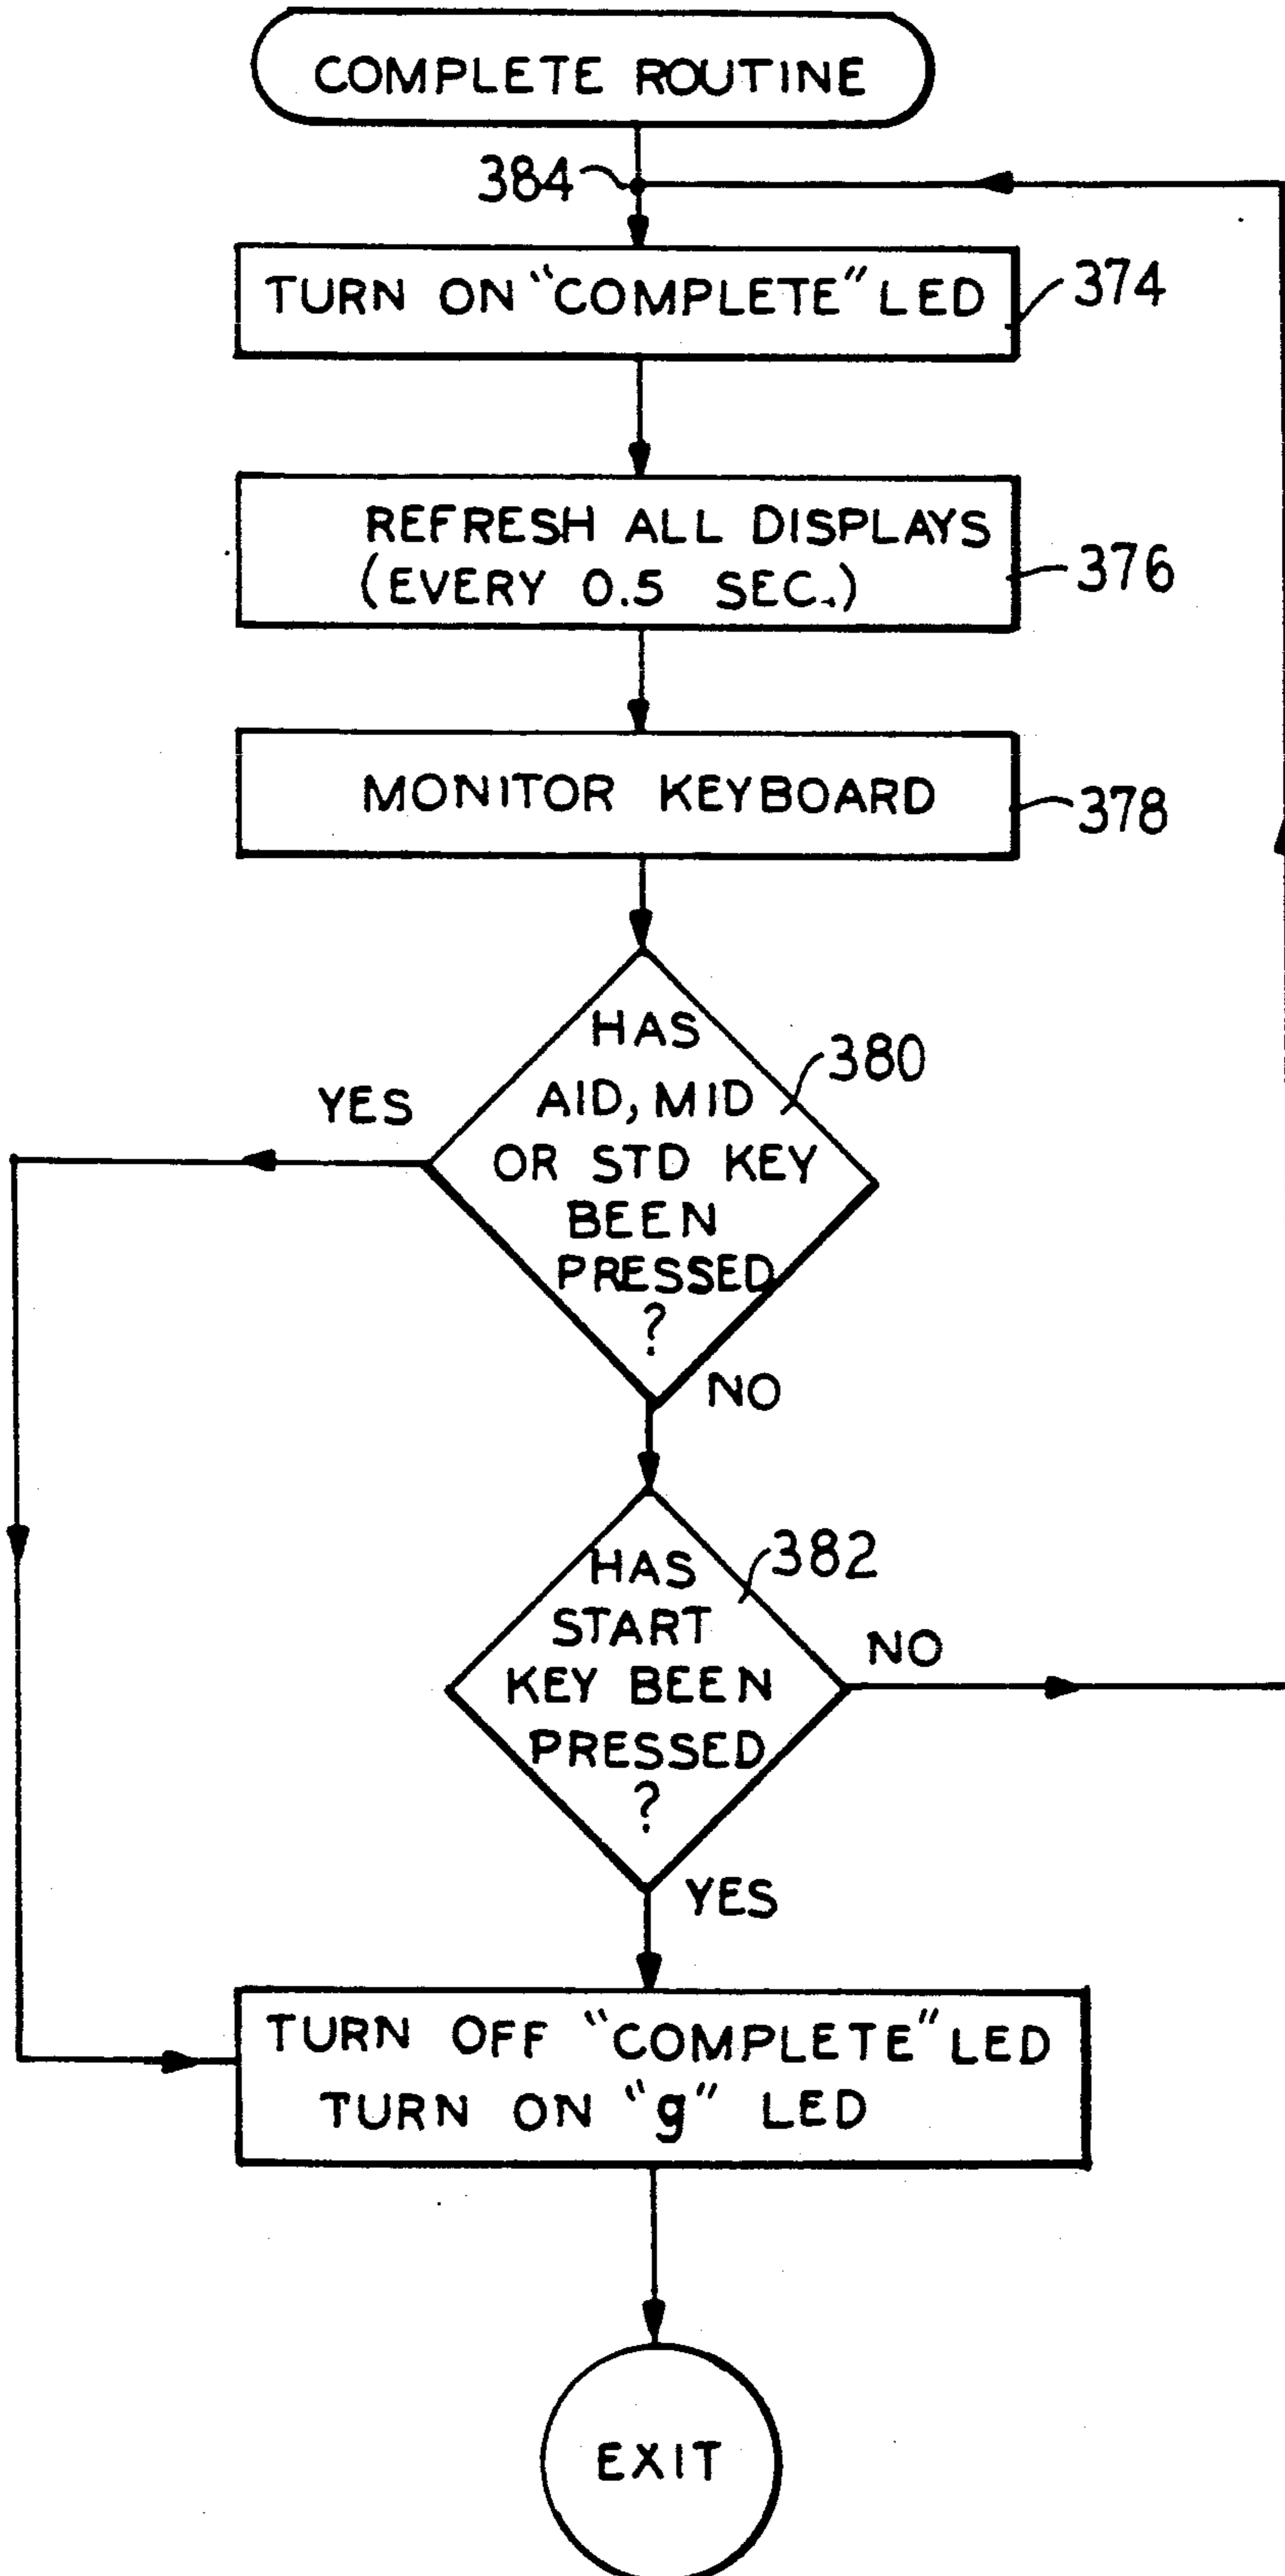 COMPLETE ROUTINE
384
TURN ON "COMPLETE" LED
374
REFRESH ALL DISPLAYS
(EVERY 0.5 SEC.)
376
MONITOR KEYBOARD
378
HAS
AID, MID
OR STD KEY
BEEN
PRESSED
?
380
YES
NO
HAS
START
KEY BEEN
PRESSED
?
382
NO
YES
TURN OFF "COMPLETE" LED
TURN ON "g" LED
EXIT